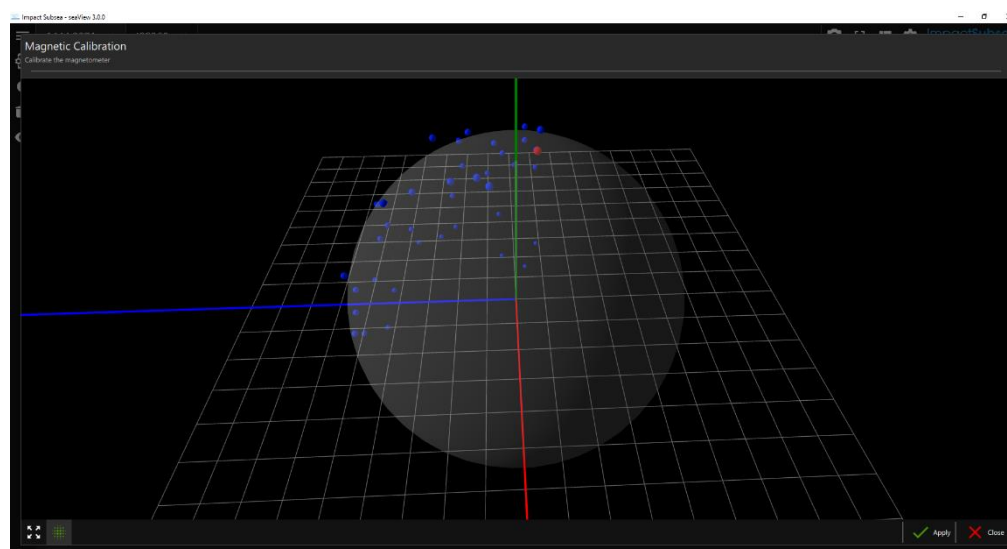 Impact Subsea - seaView 3.0.0
Magnetic Calibration
Calibrate the magnetometer
Apply
Close